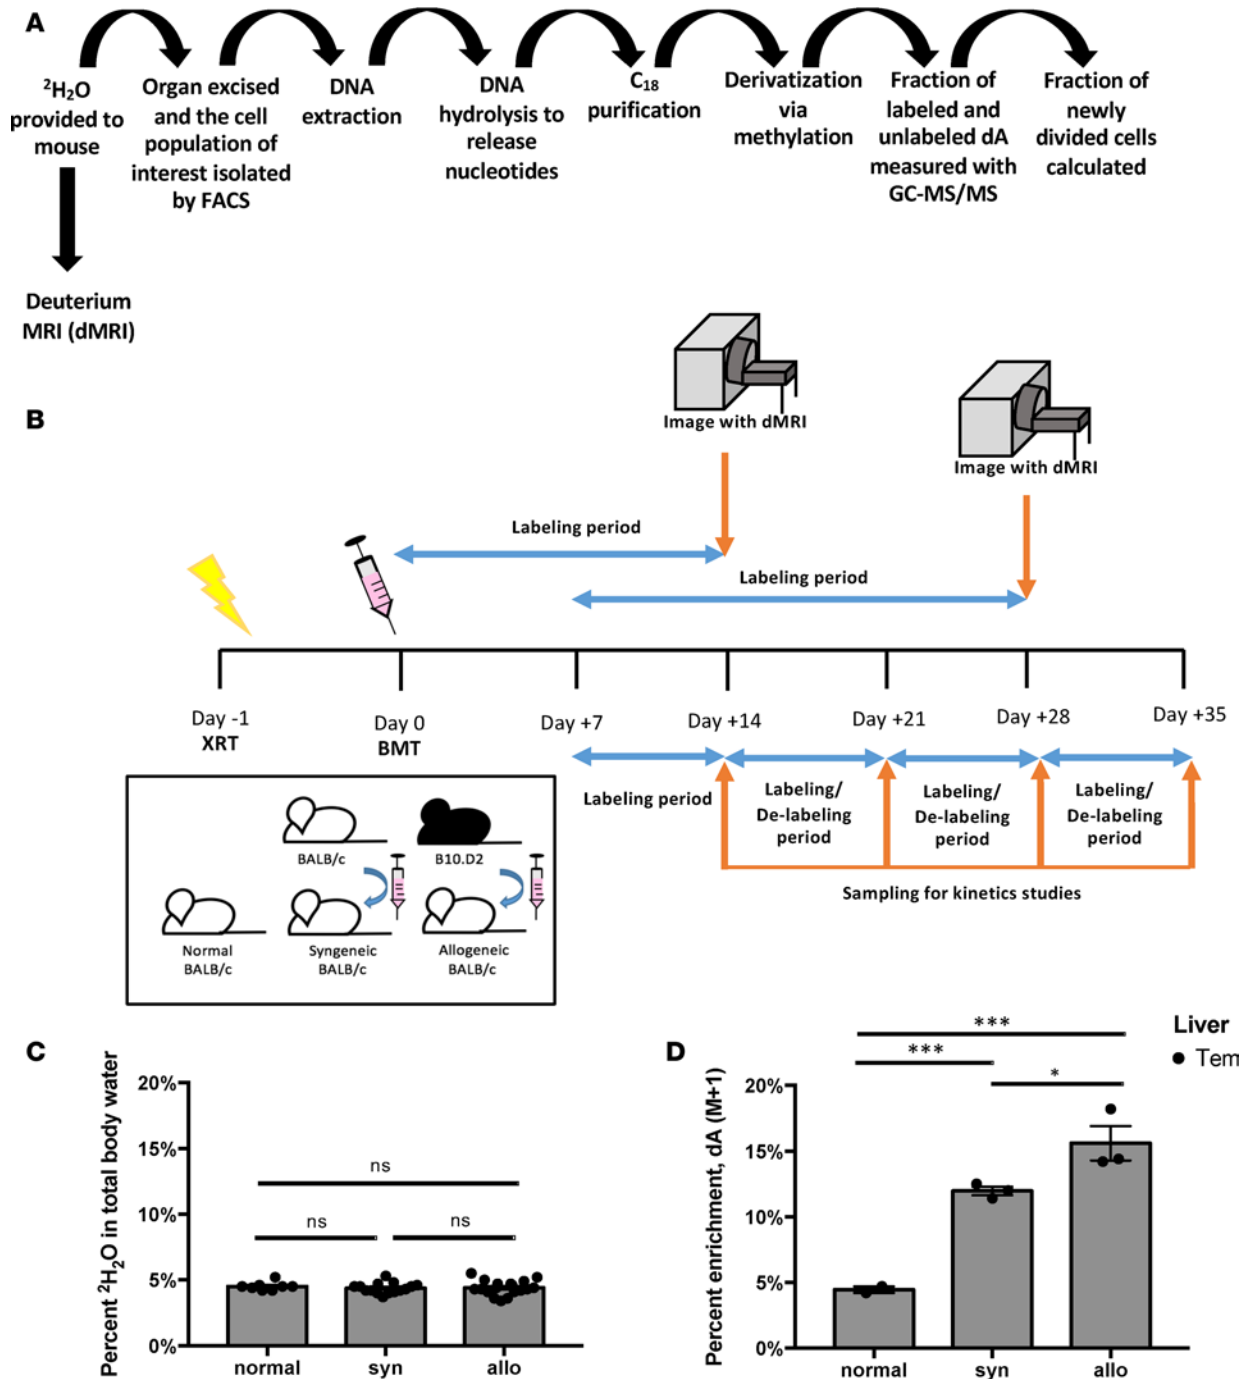 A
²H₂O
provided to
mouse
Organ excised
and the cell
population of
interest isolated
by FACS
DNA
extraction
DNA
hydrolysis to
release
nucleotides
C₁₈
purification
Derivatization
via
methylation
Fraction of
labeled and
unlabeled dA
measured with
GC-MS/MS
Fraction of
newly
divided cells
calculated
Deuterium
MRI (dMRI)
B
Image with dMRI
Image with dMRI
Labeling period
Labeling period
Day -1
XRT
Day 0
BMT
Day +7
Day +14
Day +21
Day +28
Day +35
Labeling period
Labeling/
De-labeling
period
Labeling/
De-labeling
period
Labeling/
De-labeling
period
Sampling for kinetics studies
BALB/c
B10.D2
Normal
BALB/c
Syngeneic
BALB/c
Allogeneic
BALB/c
C
Percent ²H₂O in total body water
20%
15%
10%
5%
0%
ns
ns
ns
normal
syn
allo
D
Percent enrichment, dA (M+1)
20%
15%
10%
5%
0%
***
***
*
normal
syn
allo
Liver
Tem